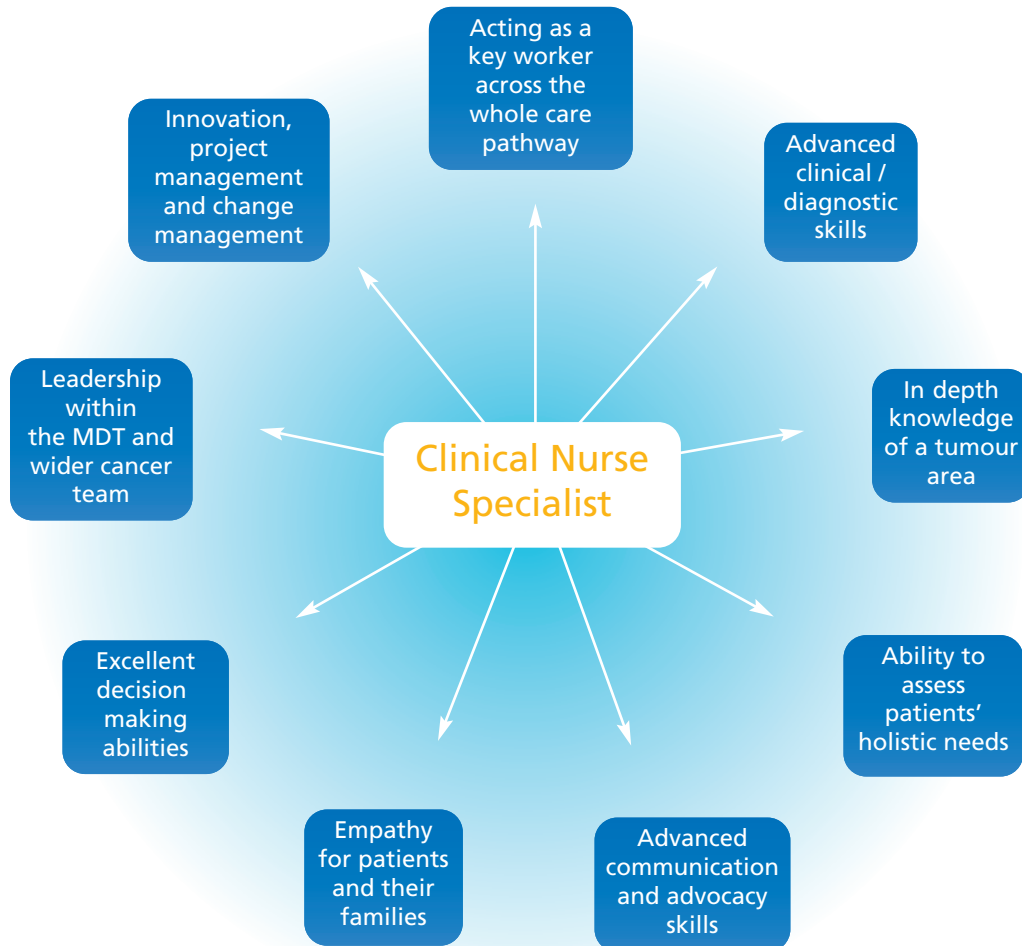 Acting as a
key worker
across the
whole care
pathway
Innovation,
project
management
and change
management
Advanced
clinical /
diagnostic
skills
Leadership
within
the MDT and
wider cancer
team
In depth
knowledge
of a tumour
area
Clinical Nurse
Specialist
Excellent
decision
making
abilities
Ability to
assess
patients’
holistic needs
Empathy
for patients
and their
families
Advanced
communication
and advocacy
skills